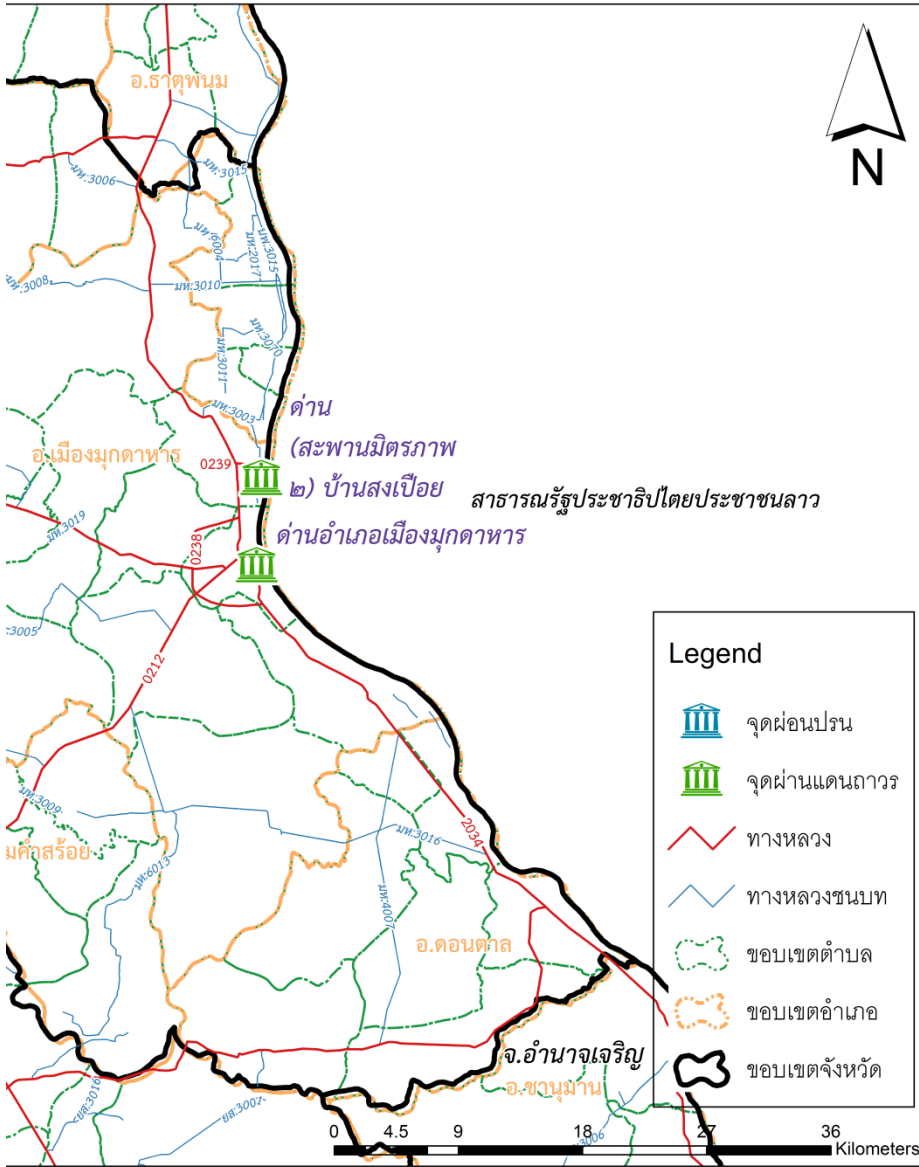 อ.ธาตุพนม
N
มห.3015
มห.3006
มห.6004
มห.2017
นพ.3015
มห.3008
มห.3010
มห.3070
มห.3011
มห.3003
ด่าน
(สะพานมิตรภาพ
๒) บ้านสงเปือย
อ.เมืองมุกดาหาร
0239
สาธารณรัฐประชาธิปไตยประชาชนลาว
มห.3019
0238
ด่านอำเภอเมืองมุกดาหาร
:3005
0212
Legend
จุดผ่อนปรน
จุดผ่านแดนถาวร
ทางหลวง
ทางหลวงชนบท
ขอบเขตตำบล
ขอบเขตอำเภอ
ขอบเขตจังหวัด
มห.3009
มคำสร้อย
มห.6013
มห.3016
2034
มห.4007
อ.ดอนตาล
จ.อำนาจเจริญ
อ.ชานุมาน
ยส.3016
ยส.3007
:3006
0 4.5 9 18 27 36
Kilometers